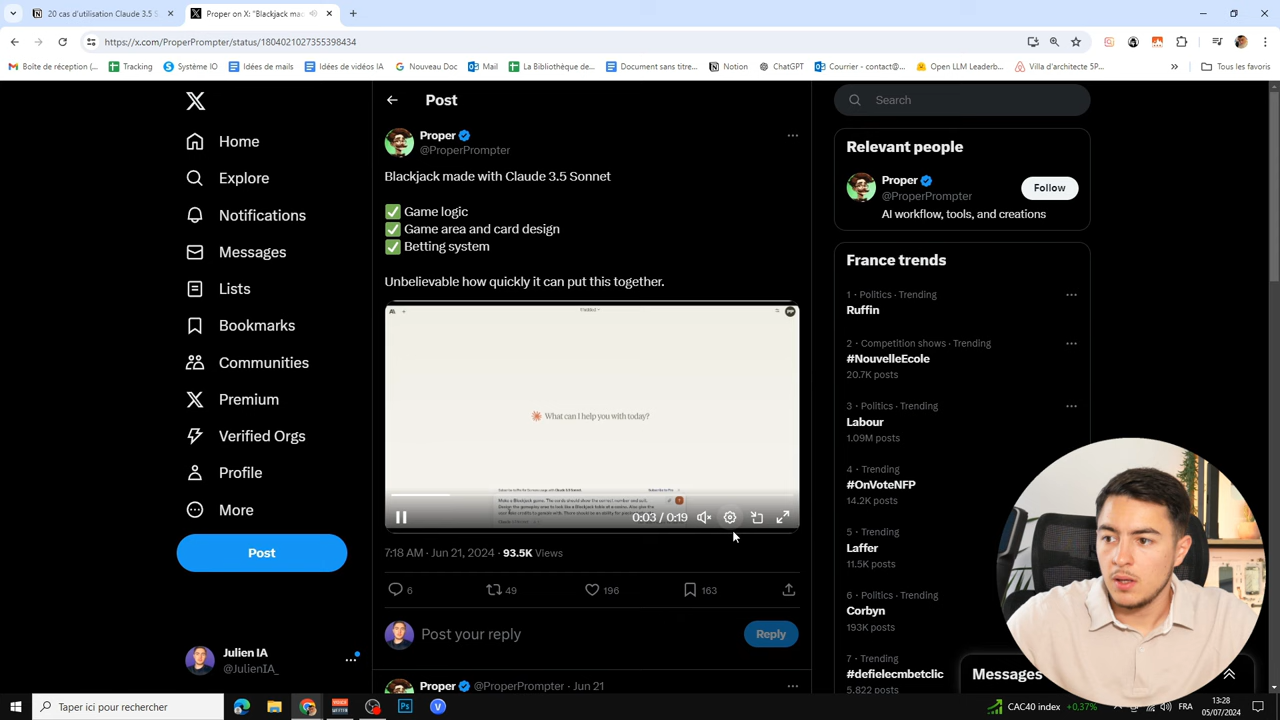 20 cas d'utilisation Claude 3.5 S
Proper on X: "Blackjack mad
https://x.com/ProperPrompter/status/1804021027355398434
Boîte de réception (...
Tracking
Système IO
Idées de mails
Idées de vidéos IA
Nouveau Doc
Mail
La Bibliothèque de...
Document sans titre...
Notion
ChatGPT
Courrier - contact@...
Open LLM Leaderb...
Villa d'architecte 5P...
»
Tous les favoris
Home
Explore
Notifications
Messages
Lists
Bookmarks
Communities
Premium
Verified Orgs
Profile
More
Post
Julien IA
@JulienIA_
Post
Proper
@ProperPrompter
Blackjack made with Claude 3.5 Sonnet
✅ Game logic
✅ Game area and card design
✅ Betting system
Unbelievable how quickly it can put this together.
What can I help you with today?
0:03 / 0:19
7:18 AM · Jun 21, 2024 · 93.5K Views
6
49
196
163
Post your reply
Reply
Proper @ProperPrompter · Jun 21
Search
Relevant people
Proper
@ProperPrompter
Follow
AI workflow, tools, and creations
France trends
1 · Politics · Trending
Ruffin
2 · Competition shows · Trending
#NouvelleEcole
20.7K posts
3 · Politics · Trending
Labour
1.09M posts
4 · Trending
#OnVoteNFP
14.2K posts
5 · Trending
Laffer
11.5K posts
6 · Politics · Trending
Corbyn
193K posts
7 · Trending
#defielecmbetclic
5,822 posts
Messages
Taper ici pour rechercher
CAC40 index +0,37%
FRA
13:28
05/07/2024